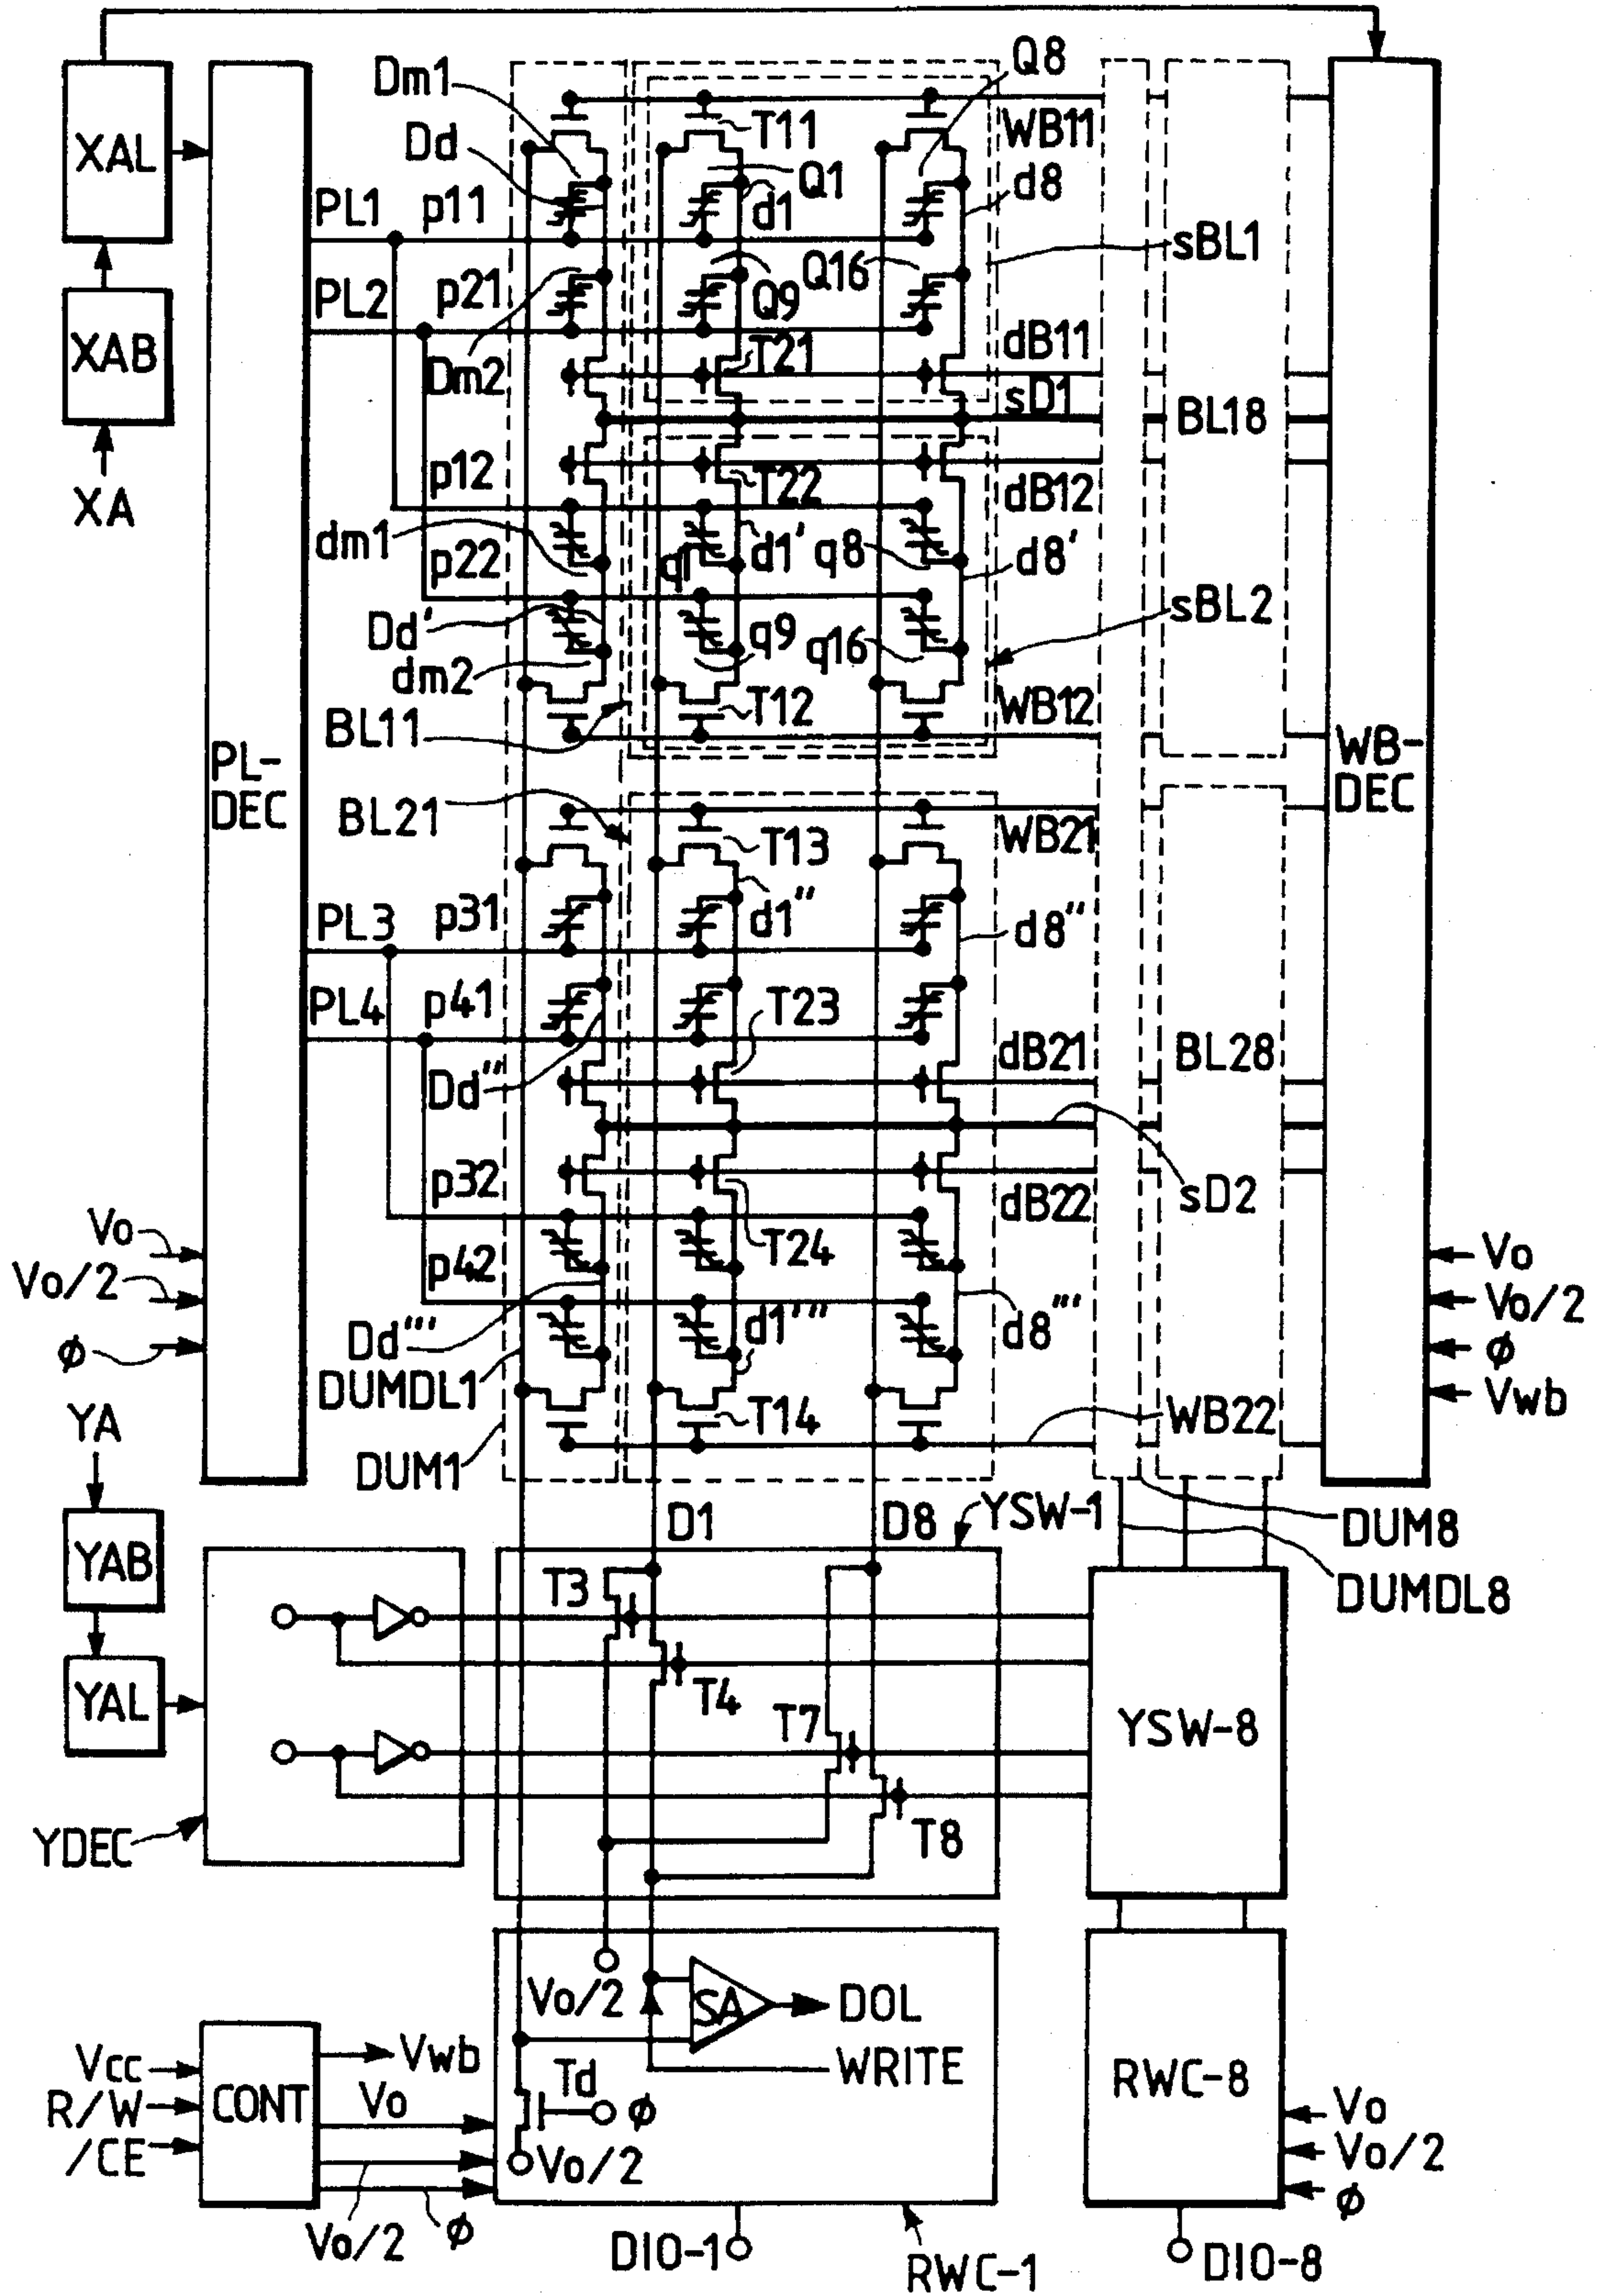 Q8
Dm1
XAL
T11
WB11
Dd
Q1
d8
PL1
p11
d1
sBL1
Q16
PL2
p21
Q9
XAB
dB11
T21
Dm2
sD1
BL18
p12
T22
dB12
XA
dm1
d1'
q8
d8'
p22
q1
sBL2
Dd'
q9
q16
dm2
T12
WB12
BL11
PL-
DEC
WB-
DEC
BL21
T13
WB21
PL3
p31
d1''
d8''
PL4
p41
T23
dB21
BL28
Dd''
p32
dB22
sD2
Vo
T24
p42
Vo
Vo/2
Vo/2
Dd'''
d1'''
d8'''
φ
φ
DUMDL1
Vwb
YA
T14
WB22
DUM1
D1
D8
YSW-1
DUM8
YAB
T3
DUMDL8
YAL
T4
T7
YSW-8
YDEC
T8
Vo/2
SA
DOL
Vcc
Vwb
WRITE
R/W
CONT
Vo
Td
φ
RWC-8
Vo
/CE
Vo/2
Vo/2
φ
Vo/2
φ
DIO-1
RWC-1
DIO-8